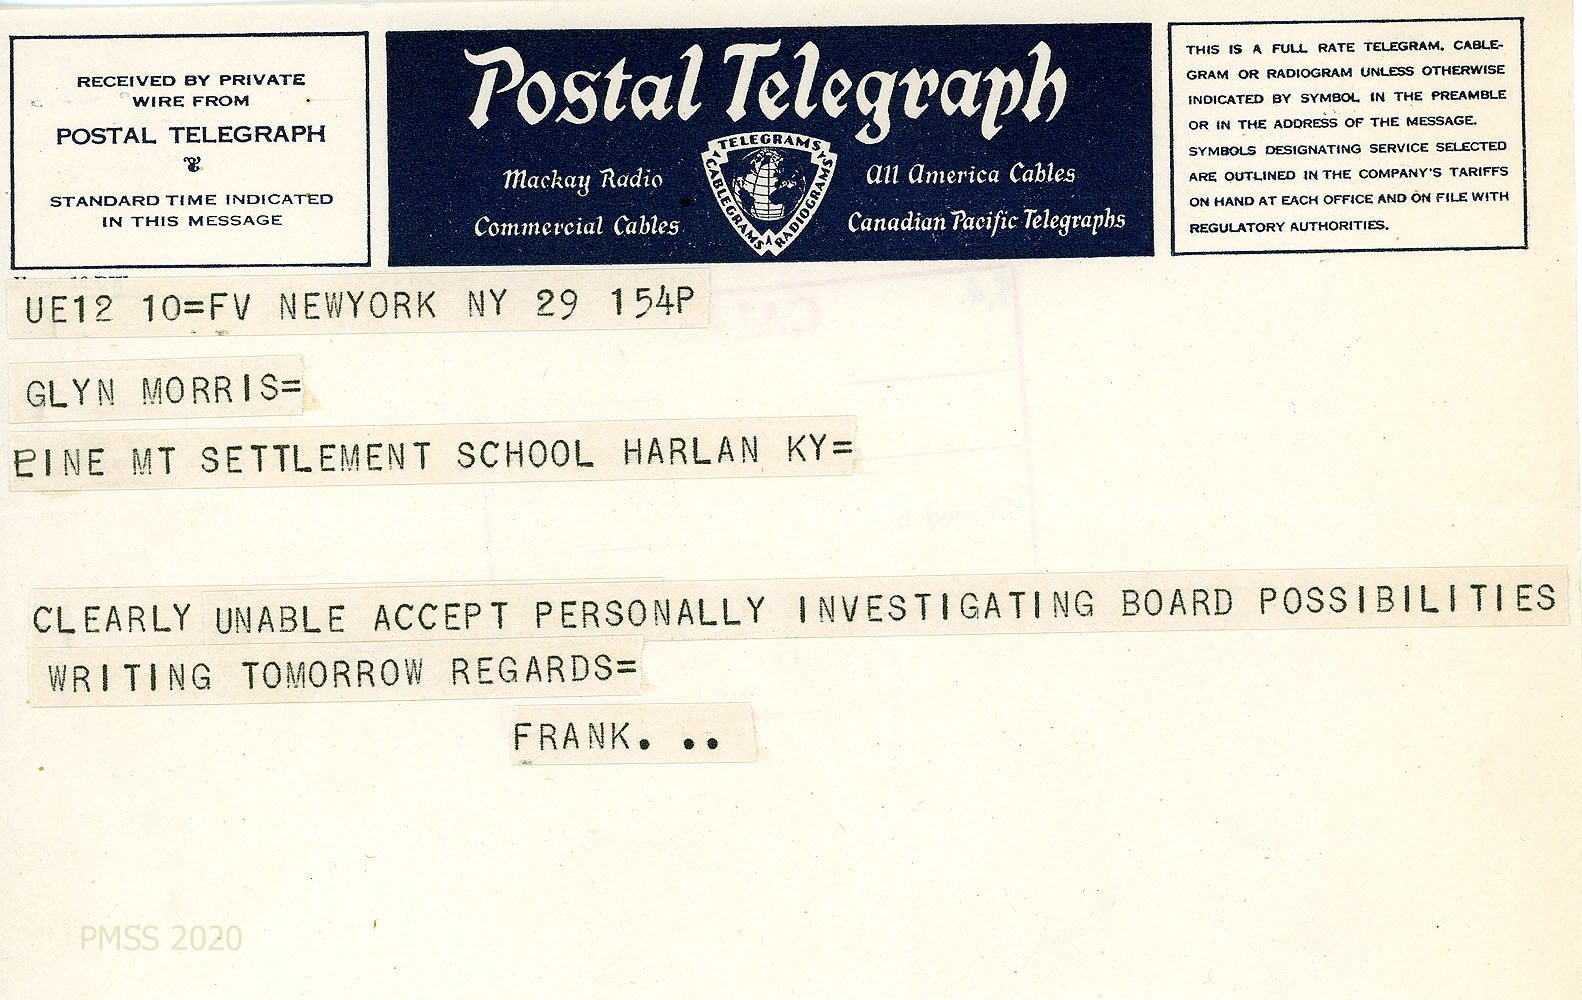 RECEIVED BY PRIVATE
WIRE FROM
POSTAL TELEGRAPH
STANDARD TIME INDICATED
IN THIS MESSAGE
Postal Telegraph
Mackay Radio
Commercial Cables
TELEGRAMS
CABLEGRAMS
RADIOGRAMS
All America Cables
Canadian Pacific Telegraphs
THIS IS A FULL RATE TELEGRAM, CABLE-
GRAM OR RADIOGRAM UNLESS OTHERWISE
INDICATED BY SYMBOL IN THE PREAMBLE
OR IN THE ADDRESS OF THE MESSAGE.
SYMBOLS DESIGNATING SERVICE SELECTED
ARE OUTLINED IN THE COMPANY'S TARIFFS
ON HAND AT EACH OFFICE AND ON FILE WITH
REGULATORY AUTHORITIES.
UE12 10=FV NEWYORK NY 29 154P
GLYN MORRIS=
PINE MT SETTLEMENT SCHOOL HARLAN KY=
CLEARLY UNABLE ACCEPT PERSONALLY INVESTIGATING BOARD POSSIBILITIES
WRITING TOMORROW REGARDS=
FRANK. ..
PMSS 2020